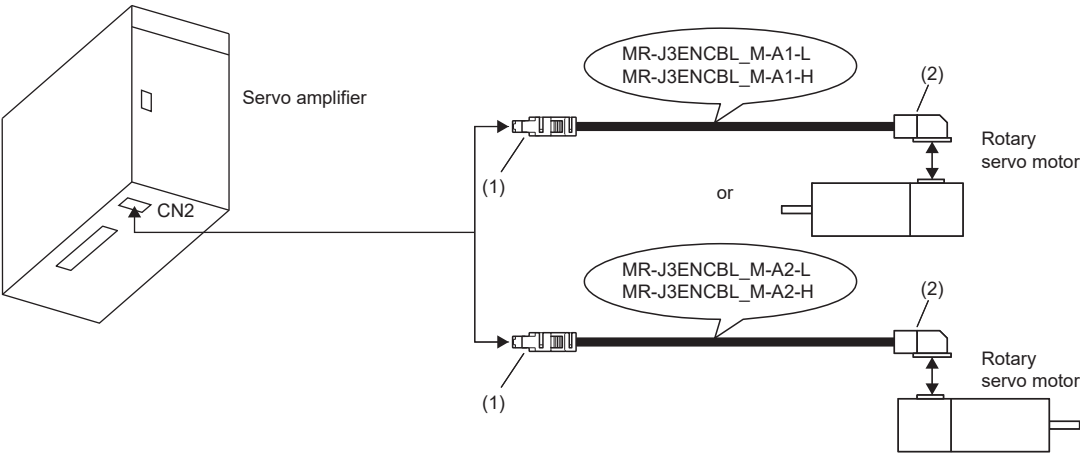 MR-J3ENCBL_M-A1-L
MR-J3ENCBL_M-A1-H
(2)
Servo amplifier
Rotary
servo motor
(1)
or
CN2
MR-J3ENCBL_M-A2-L
MR-J3ENCBL_M-A2-H
(2)
Rotary
servo motor
(1)